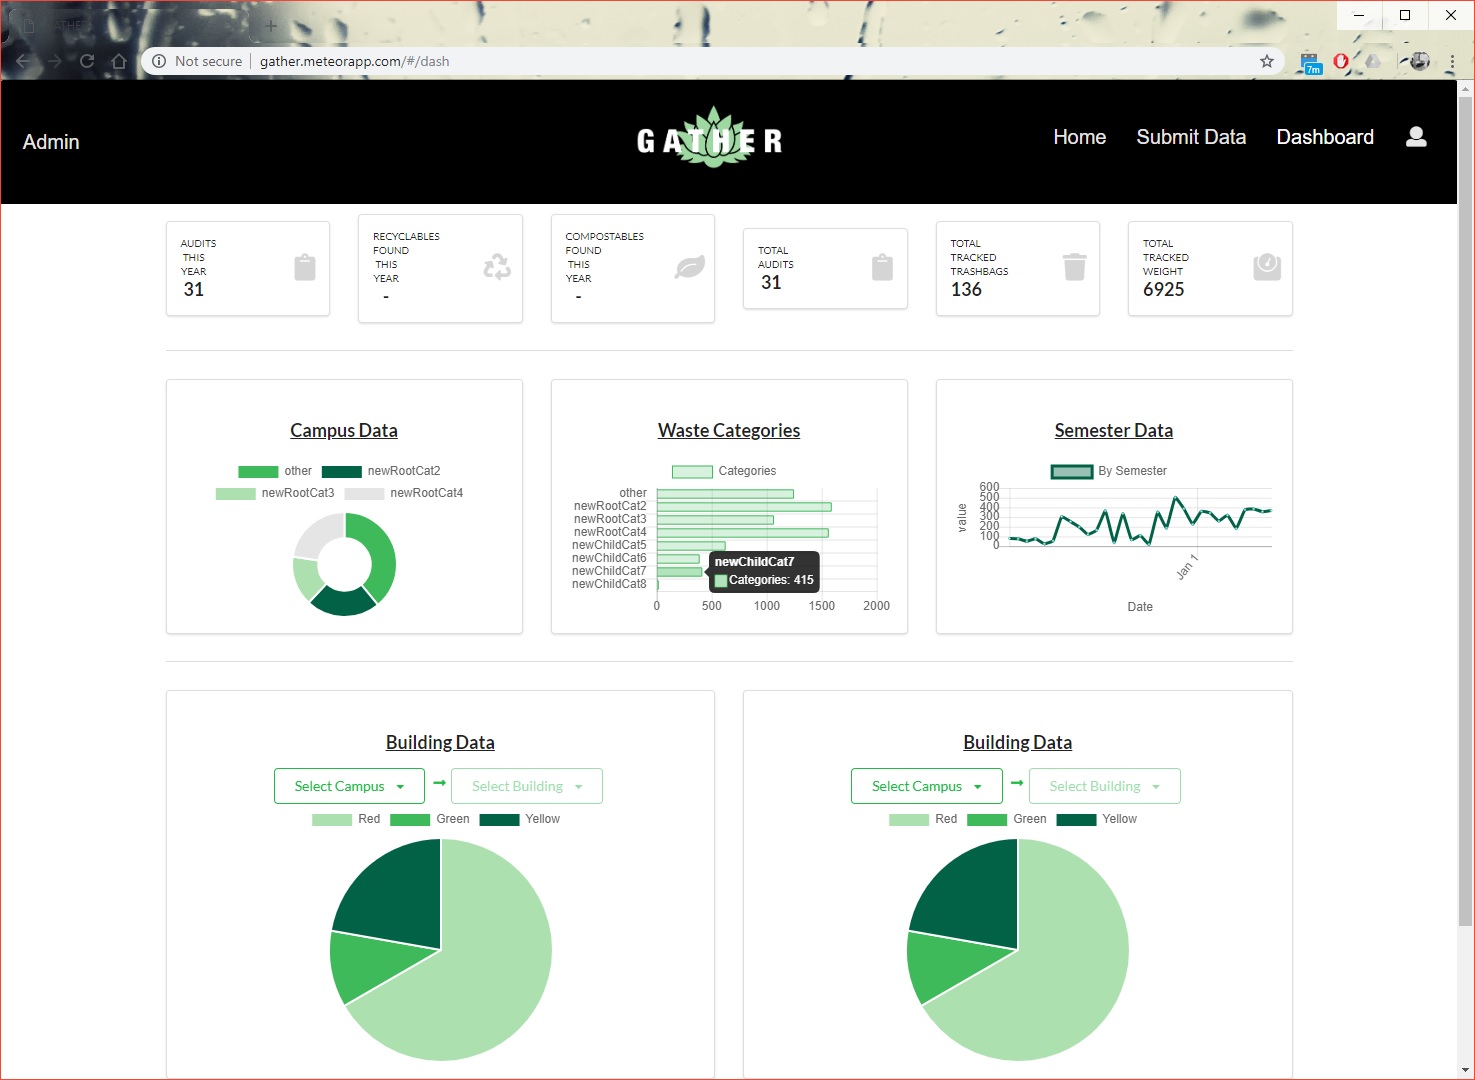 GATHER
Not secure
gather.meteorapp.com/#/dash
7m
Admin
GATHER
Home
Submit Data
Dashboard
AUDITS
THIS
YEAR
31
RECYCLABLES
FOUND
THIS
YEAR
-
COMPOSTABLES
FOUND
THIS
YEAR
-
TOTAL
AUDITS
31
TOTAL
TRACKED
TRASHBAGS
136
TOTAL
TRACKED
WEIGHT
6925
Campus Data
other
newRootCat2
newRootCat3
newRootCat4
Waste Categories
Categories
other
newRootCat2
newRootCat3
newRootCat4
newChildCat5
newChildCat6
newChildCat7
newChildCat8
newChildCat7
Categories: 415
0 500 1000 1500 2000
Semester Data
By Semester
value
600
500
400
300
200
100
0
Jan 1
Date
Building Data
Select Campus
Select Building
Red Green Yellow
Building Data
Select Campus
Select Building
Red Green Yellow